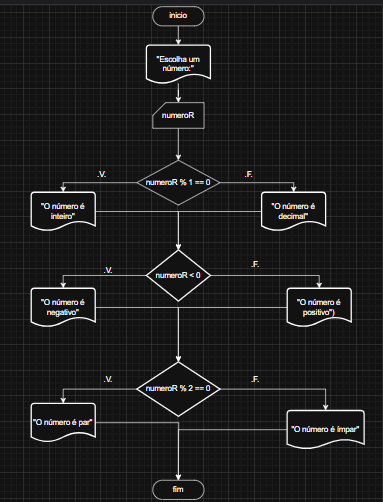 inicio
"Escolha um
número:"
numeroR
.V.
numeroR % 1 == 0
.F.
"O número é
inteiro"
"O número é
decimal"
.V.
numeroR < 0
.F.
"O número é
negativo"
"O número é
positivo")
.V.
numeroR % 2 == 0
.F.
"O número é par"
"O número é ímpar"
fim